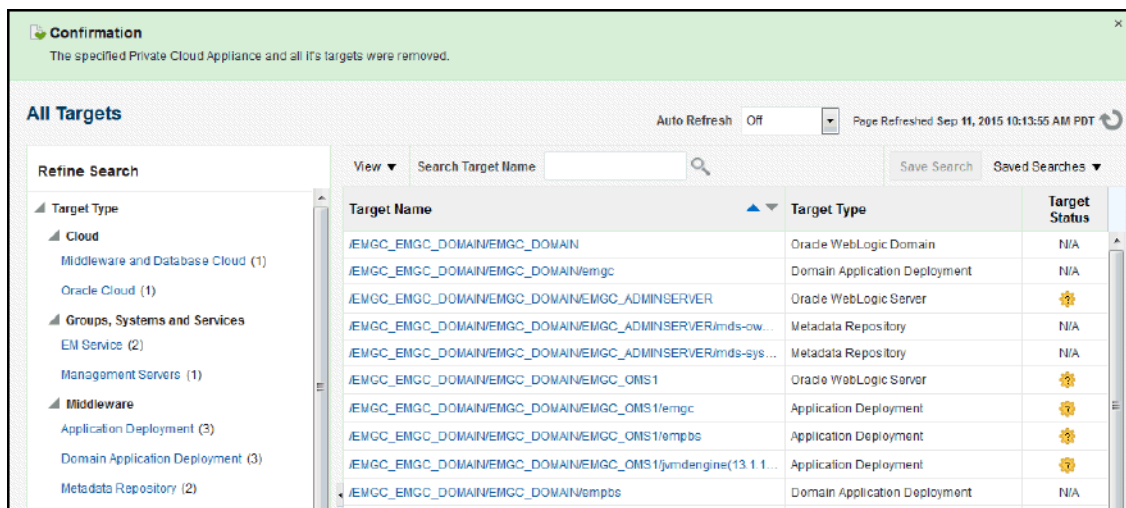 Confirmation
The specified Private Cloud Appliance and all it's targets were removed.
All Targets
Auto Refresh Off Page Refreshed Sep 11, 2015 10:13:55 AM PDT
Refine Search
View Search Target Name Save Search Saved Searches
Target Type
Cloud
Middleware and Database Cloud (1)
Oracle Cloud (1)
Groups, Systems and Services
EM Service (2)
Management Servers (1)
Middleware
Application Deployment (3)
Domain Application Deployment (3)
Metadata Repository (2)
Target Name Target Type Target Status
/EMGC_EMGC_DOMAIN/EMGC_DOMAIN Oracle WebLogic Domain N/A
/EMGC_EMGC_DOMAIN/EMGC_DOMAIN/emgc Domain Application Deployment N/A
/EMGC_EMGC_DOMAIN/EMGC_DOMAIN/EMGC_ADMINSERVER Oracle WebLogic Server
/EMGC_EMGC_DOMAIN/EMGC_DOMAIN/EMGC_ADMINSERVER/mds-ow... Metadata Repository N/A
/EMGC_EMGC_DOMAIN/EMGC_DOMAIN/EMGC_ADMINSERVER/mds-sys... Metadata Repository N/A
/EMGC_EMGC_DOMAIN/EMGC_DOMAIN/EMGC_OMS1 Oracle WebLogic Server
/EMGC_EMGC_DOMAIN/EMGC_DOMAIN/EMGC_OMS1/emgc Application Deployment
/EMGC_EMGC_DOMAIN/EMGC_DOMAIN/EMGC_OMS1/empbs Application Deployment
/EMGC_EMGC_DOMAIN/EMGC_DOMAIN/EMGC_OMS1/jvmdengine(13.1.1... Application Deployment
/EMGC_EMGC_DOMAIN/EMGC_DOMAIN/empbs Domain Application Deployment N/A